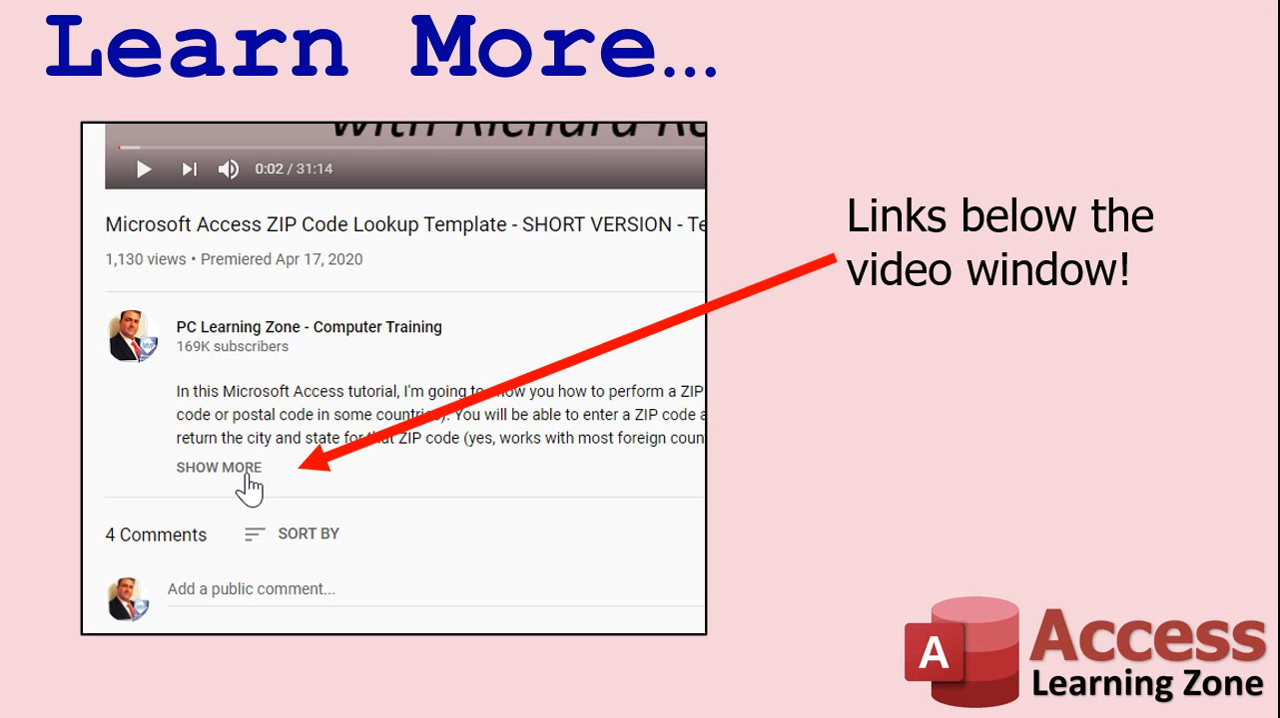 Learn More...
with Richard
0:02 / 31:14
Microsoft Access ZIP Code Lookup Template - SHORT VERSION - Te
1,130 views • Premiered Apr 17, 2020
Links below the
video window!
PC Learning Zone - Computer Training
169K subscribers
In this Microsoft Access tutorial, I'm going to show you how to perform a ZIP
code or postal code in some countries). You will be able to enter a ZIP code a
return the city and state for that ZIP code (yes, works with most foreign coun
SHOW MORE
4 Comments
SORT BY
Add a public comment...
A
Access
Learning Zone